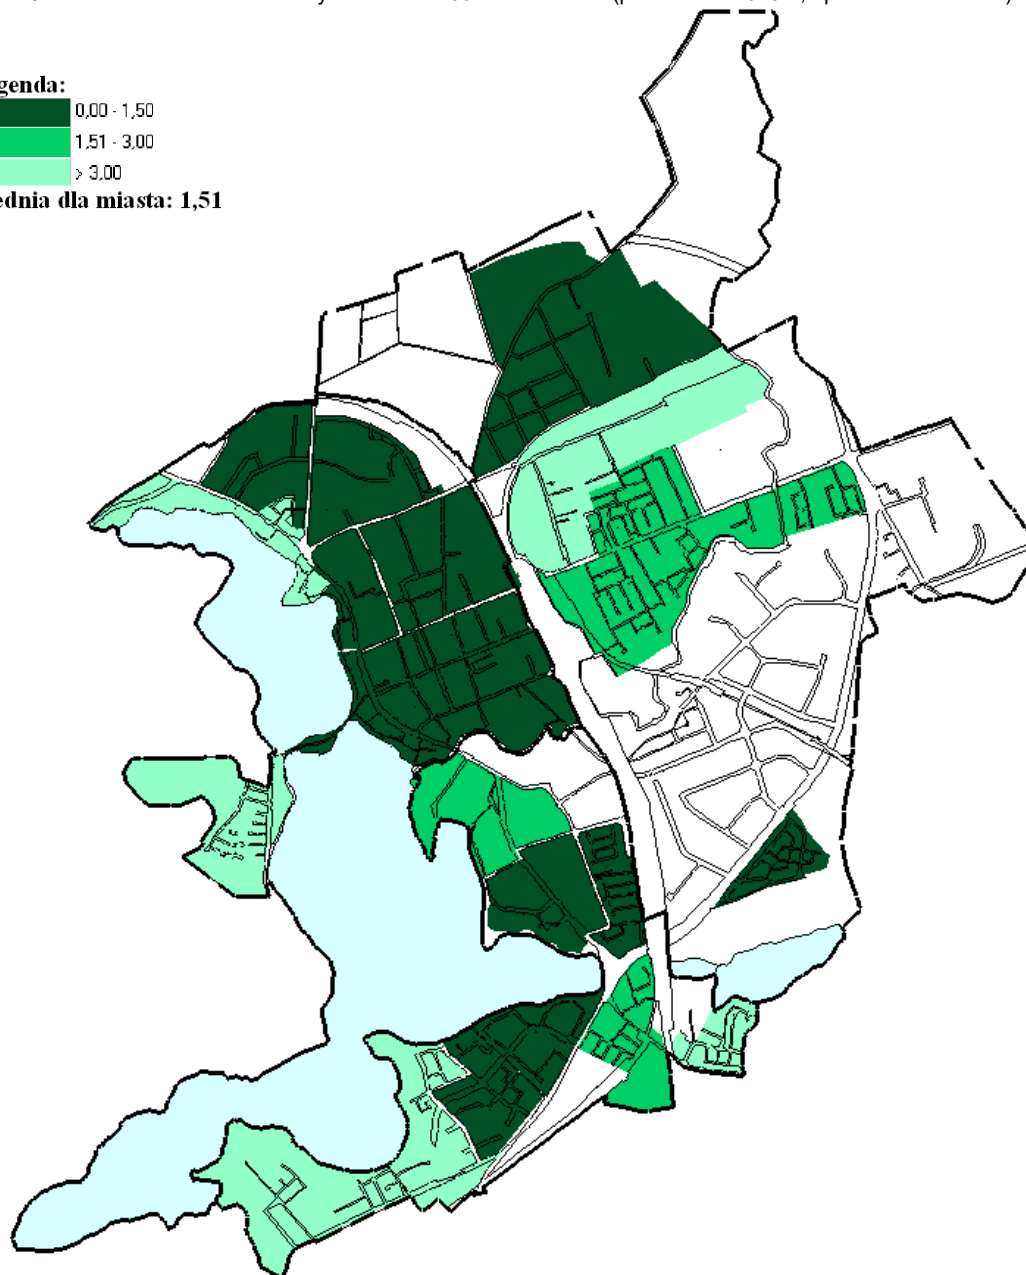 genda:
0,00 - 1,50
1,51 - 3,00
> 3,00
ednia dla miasta: 1,51